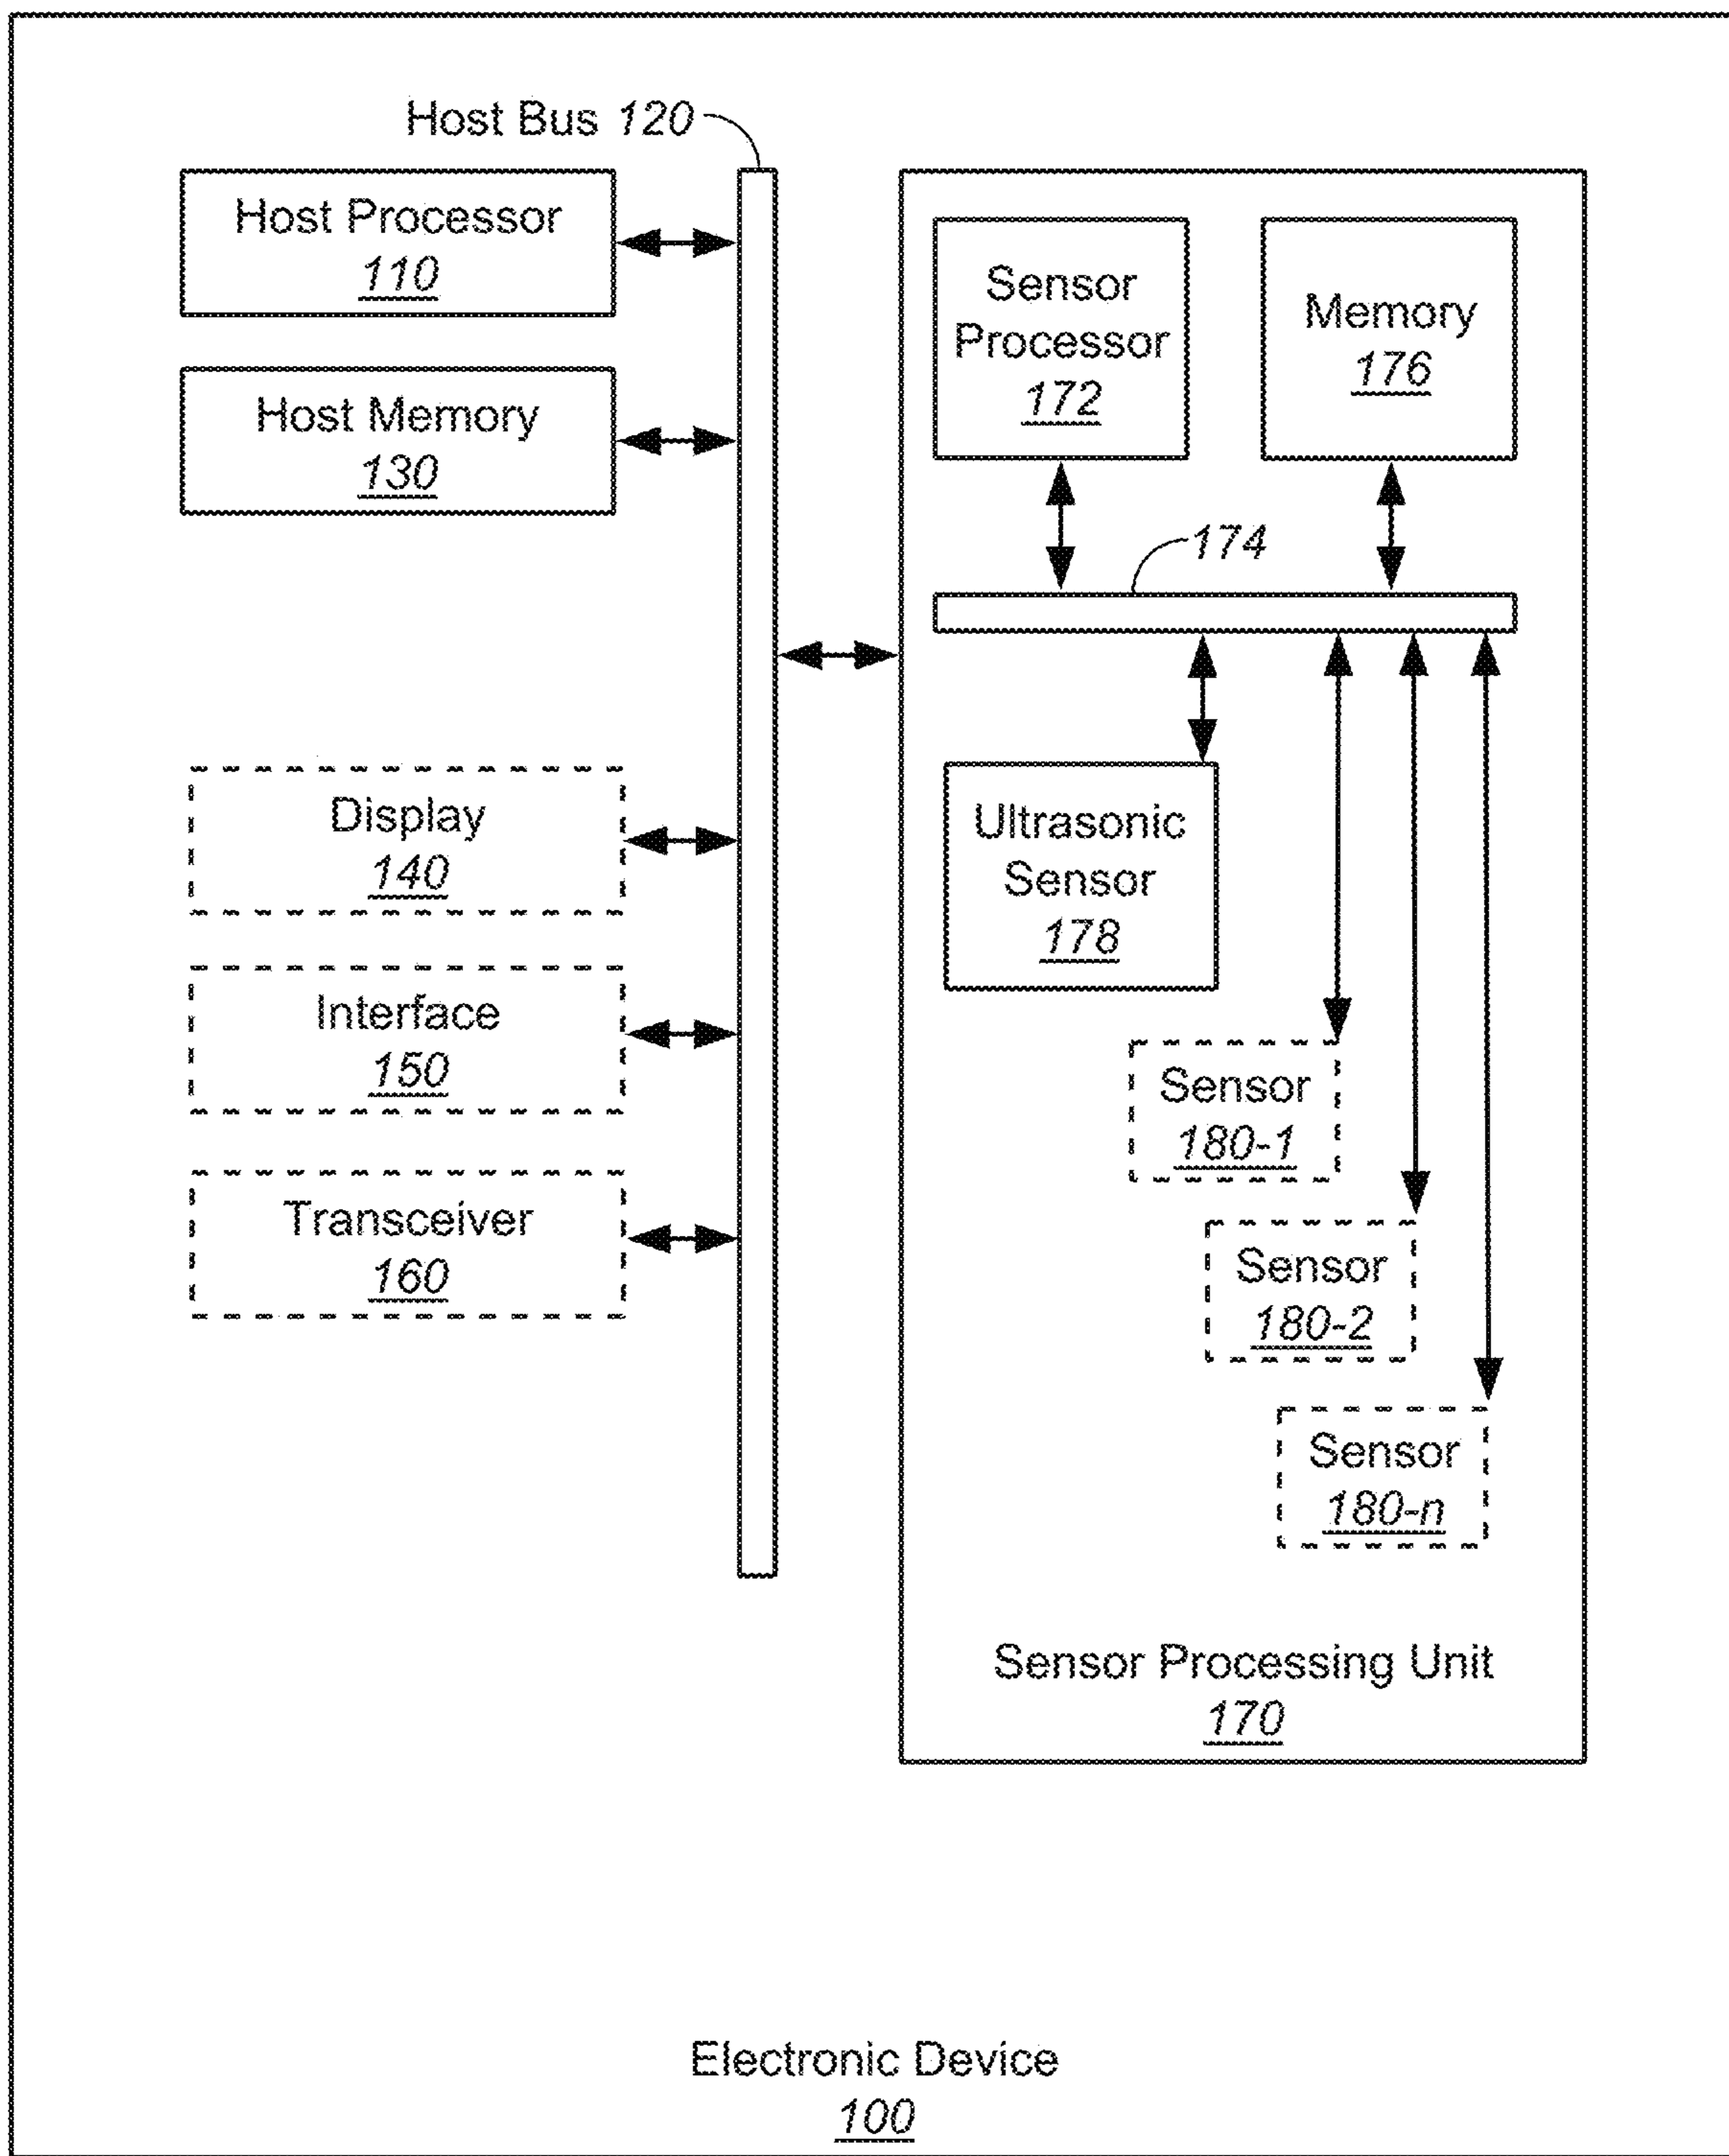 Host Bus 120
Host Processor
110
Host Memory
130
Display
140
Interface
150
Transceiver
160
Sensor
Processor
172
Memory
176
174
Ultrasonic
Sensor
178
Sensor
180-1
Sensor
180-2
Sensor
180-n
Sensor Processing Unit
170
Electronic Device
100